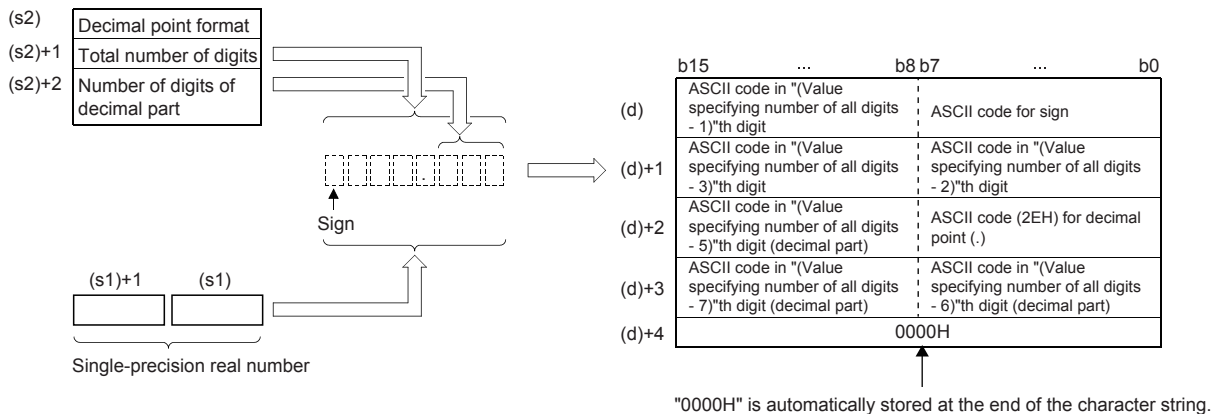 (s2)
Decimal point format
(s2)+1
Total number of digits
(s2)+2
Number of digits of
decimal part
.
Sign
(s1)+1
(s1)
Single-precision real number
b15
...
b8
b7
...
b0
(d)
ASCII code in "(Value
specifying number of all digits
- 1)"th digit
ASCII code for sign
(d)+1
ASCII code in "(Value
specifying number of all digits
- 3)"th digit
ASCII code in "(Value
specifying number of all digits
- 2)"th digit
(d)+2
ASCII code in "(Value
specifying number of all digits
- 5)"th digit (decimal part)
ASCII code (2EH) for decimal
point (.)
(d)+3
ASCII code in "(Value
specifying number of all digits
- 7)"th digit (decimal part)
ASCII code in "(Value
specifying number of all digits
- 6)"th digit (decimal part)
(d)+4
0000H
"0000H" is automatically stored at the end of the character string.